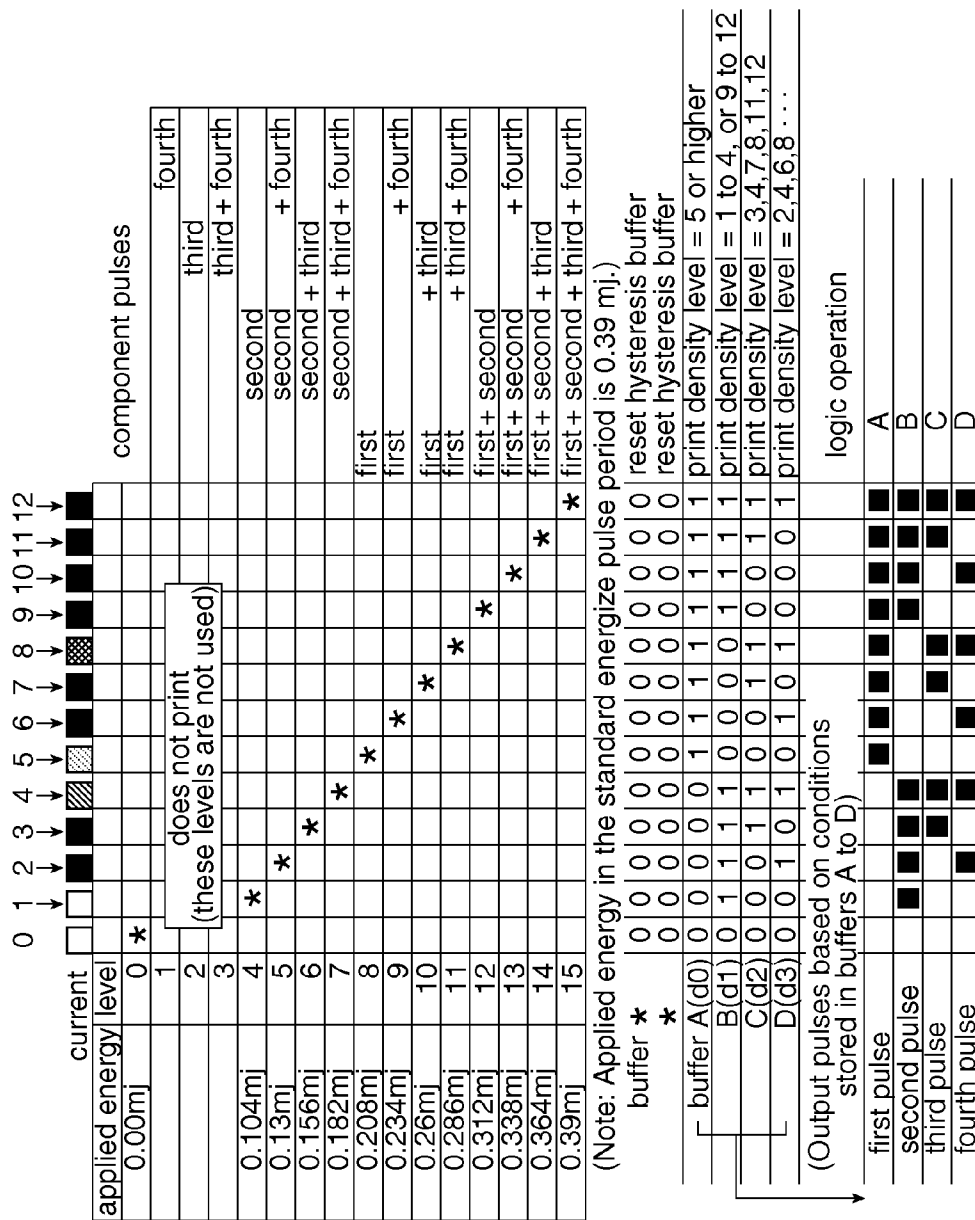 current 0 1 2 3 4 5 6 7 8 9 10 11 12
applied energy level component pulses
0.00mj 0 *
1 fourth
2 third
3 third + fourth
does not print
(these levels are not used)
0.104mj 4 * second
0.13mj 5 * second + fourth
0.156mj 6 * second + third
0.182mj 7 * second + third + fourth
0.208mj 8 * first
0.234mj 9 * first + fourth
0.26mj 10 * first + third
0.286mj 11 * first + third + fourth
0.312mj 12 * first + second
0.338mj 13 * first + second + fourth
0.364mj 14 * first + second + third
0.39mj 15 * first + second + third + fourth
(Note: Applied energy in the standard energize pulse period is 0.39 mj.)
buffer * 0 0 0 0 0 0 0 0 0 0 0 0 0 reset hysteresis buffer
* 0 0 0 0 0 0 0 0 0 0 0 0 0 reset hysteresis buffer
buffer A(d0) 0 0 0 0 0 1 1 1 1 1 1 1 1 print density level = 5 or higher
B(d1) 0 1 1 1 1 0 0 0 0 1 1 1 1 print density level = 1 to 4, or 9 to 12
C(d2) 0 0 0 1 1 0 0 1 1 0 0 1 1 print density level = 3,4,7,8,11,12
D(d3) 0 0 1 0 1 0 1 0 1 0 0 0 1 print density level = 2,4,6,8 ····
(Output pulses based on conditions
stored in buffers A to D)
logic operation
first pulse A
second pulse B
third pulse C
fourth pulse D